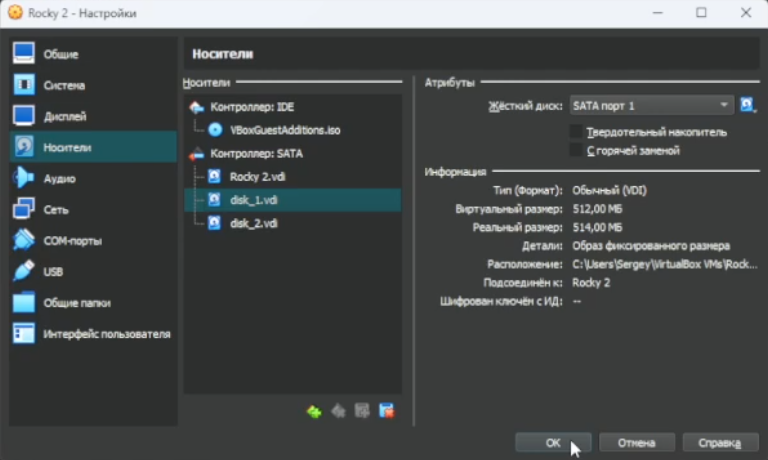 Rocky 2 - Настройки
Общие
Система
Дисплей
Носители
Аудио
Сеть
COM-порты
USB
Общие папки
Интерфейс пользователя
Носители
Носители
Контроллер: IDE
VBoxGuestAdditions.iso
Контроллер: SATA
Rocky 2.vdi
disk_1.vdi
disk_2.vdi
Атрибуты
Жёсткий диск: SATA порт 1
Твердотельный накопитель
С горячей заменой
Информация
Тип (Формат): Обычный (VDI)
Виртуальный размер: 512,00 МБ
Реальный размер: 514,00 МБ
Детали: Образ фиксированного размера
Расположение: C:\Users\Sergey\VirtualBox VMs\Rock...
Подсоединён к: Rocky 2
Шифрован ключён с ИД: --
OK
Отмена
Справка